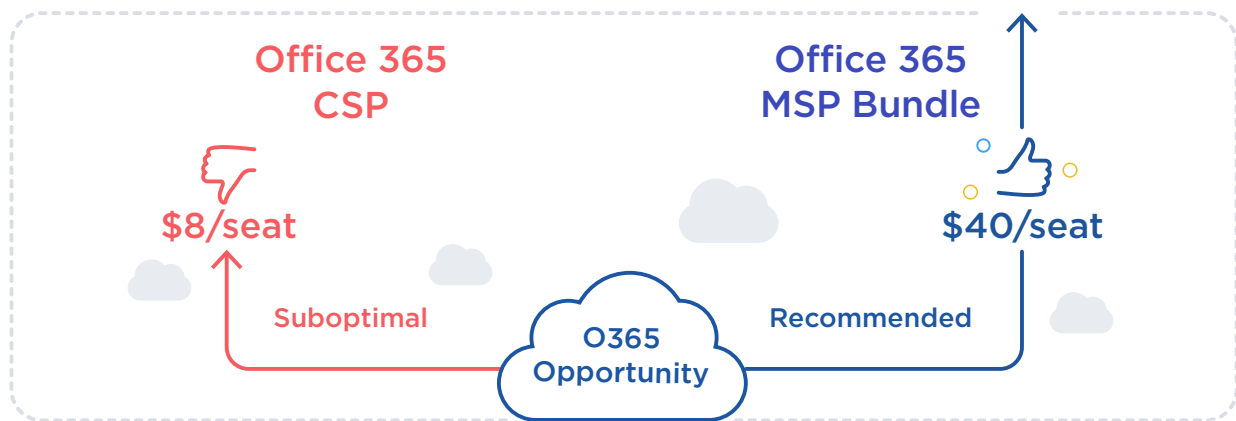 Office 365
CSP
$8/seat
Suboptimal
O365
Opportunity
Office 365
MSP Bundle
$40/seat
Recommended